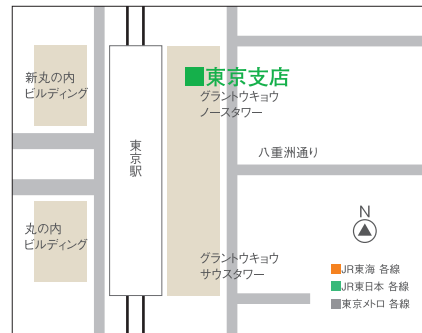 東京支店
新丸の内
ビルディング
グラントウキョウ
ノースタワー
東京駅
八重洲通り
丸の内
ビルディング
グラントウキョウ
サウスタワー
N
JR東海 各線
JR東日本 各線
東京メトロ 各線